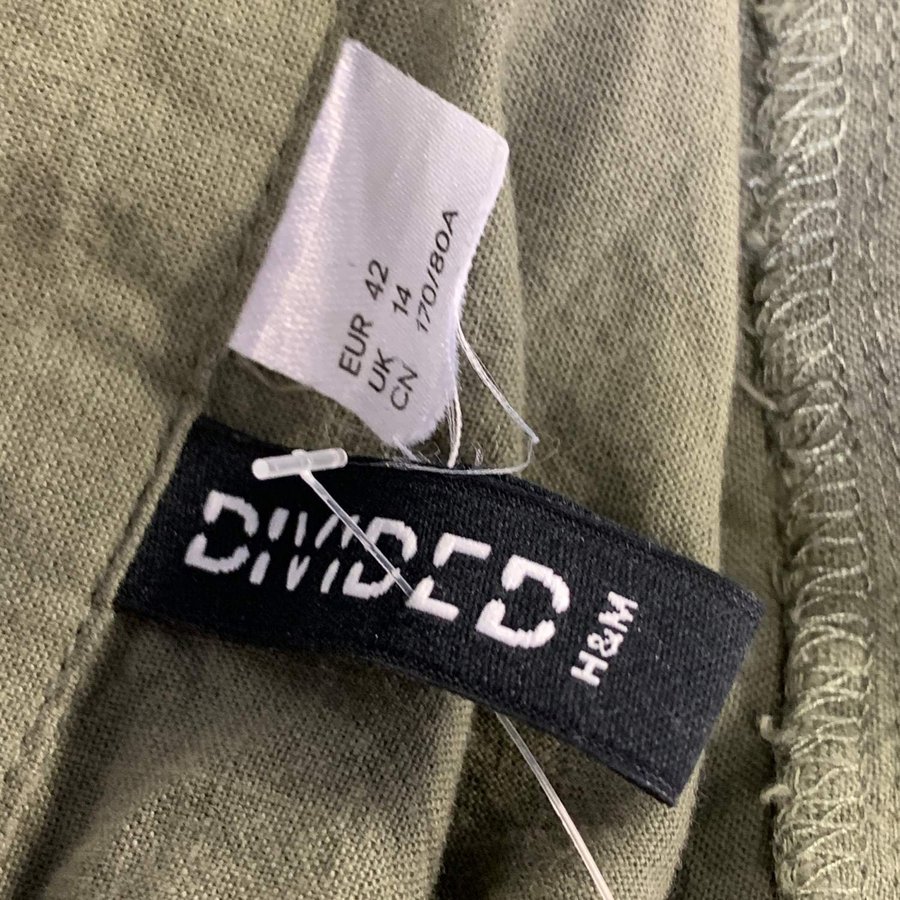 EUR 42
UK 14
CN 170/80A
DIVIDED
H&M